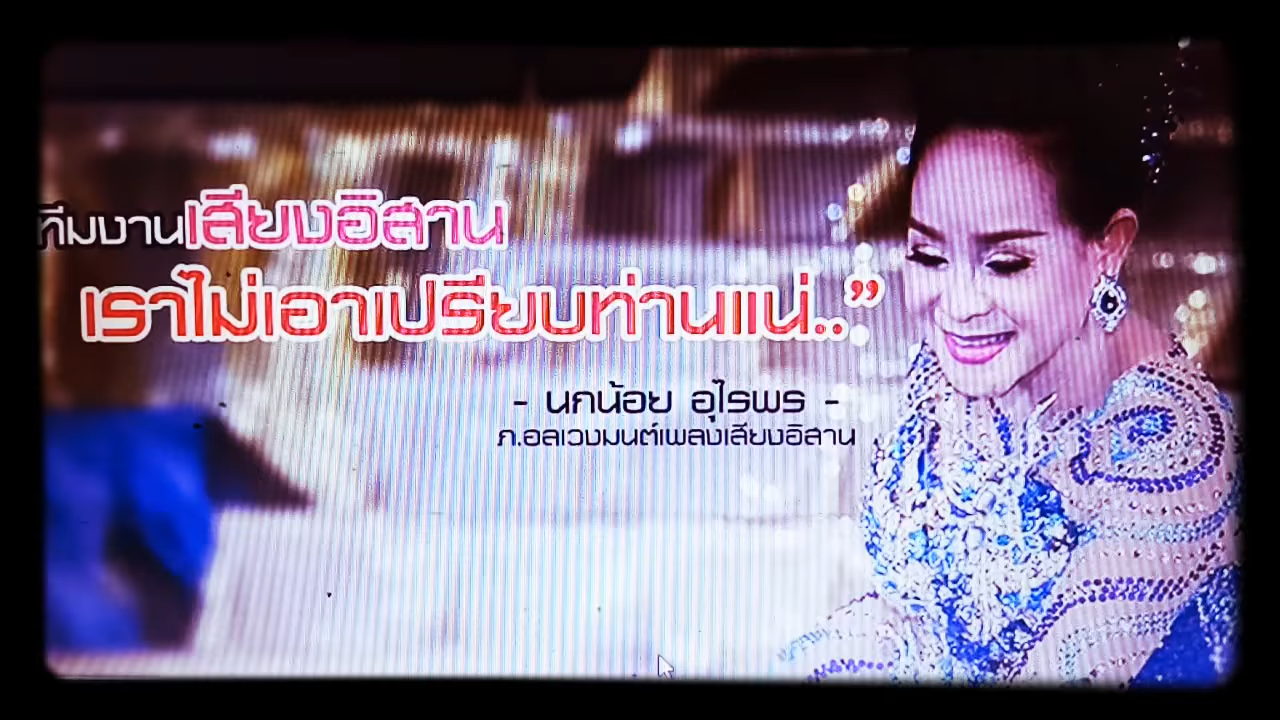 ทีมงานเสียงอิสาน
เราไม่เอาเปรียบท่านแน่..”
- นกน้อย อุไรพร -
ภ.อลเวงมนต์เพลงเสียงอิสาน